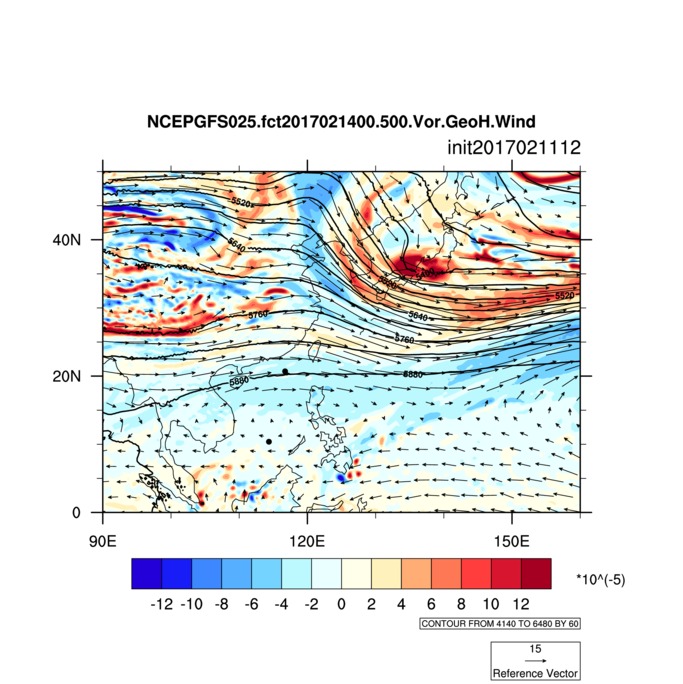 NCEPGFS025.fct2017021400.500.Vor.GeoH.Wind
init2017021112
40N
20N
0
90E
120E
150E
5520
5640
5760
5880
5640
5760
5880
5520
-12 -10 -8 -6 -4 -2 0 2 4 6 8 10 12
*10^(-5)
CONTOUR FROM 4140 TO 6480 BY 60
15
Reference Vector